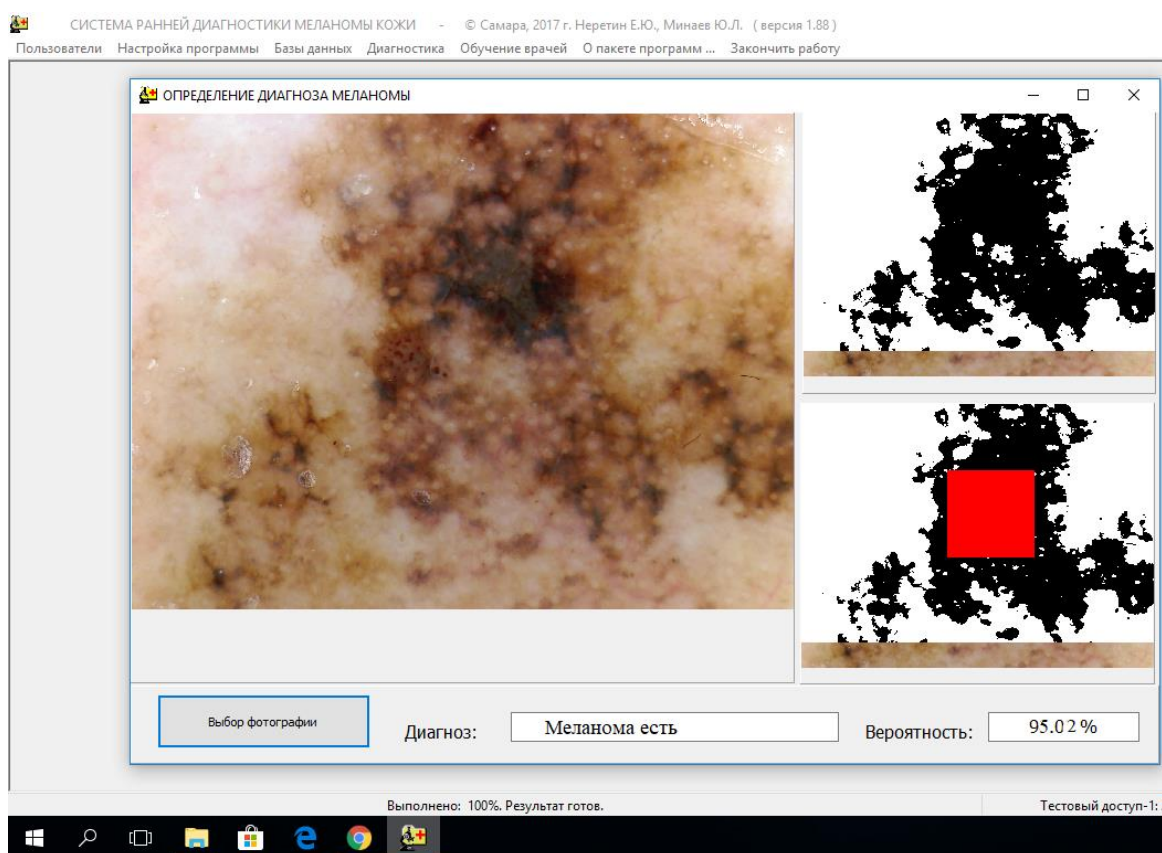 СИСТЕМА РАННЕЙ ДИАГНОСТИКИ МЕЛАНОМЫ КОЖИ - © Самара, 2017 г. Неретин Е.Ю., Минаев Ю.Л. ( версия 1.88 )
Пользователи Настройка программы Базы данных Диагностика Обучение врачей О пакете программ ... Закончить работу
ОПРЕДЕЛЕНИЕ ДИАГНОЗА МЕЛАНОМЫ
Выбор фотографии
Диагноз: Меланома есть
Вероятность: 95.02%
Выполнено: 100%. Результат готов.
Тестовый доступ-1: